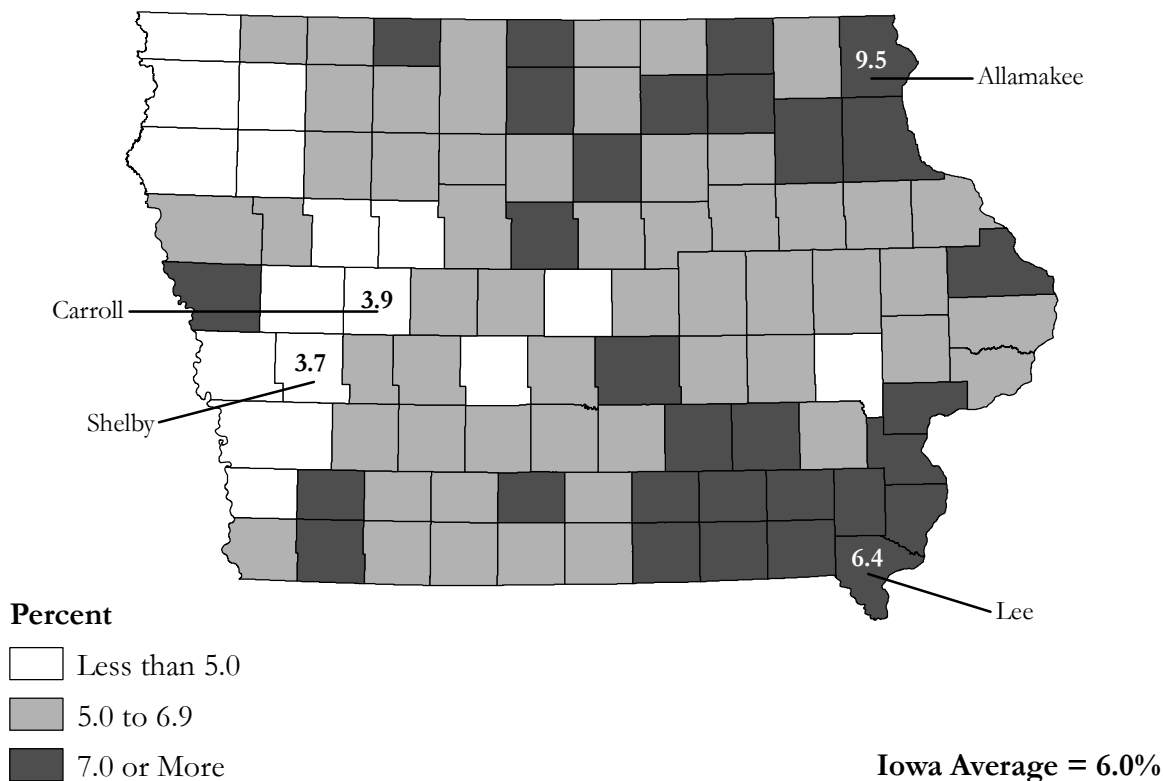 9.5
Allamakee
Carroll
3.9
3.7
Shelby
6.4
Lee
Percent
Less than 5.0
5.0 to 6.9
7.0 or More
Iowa Average = 6.0%